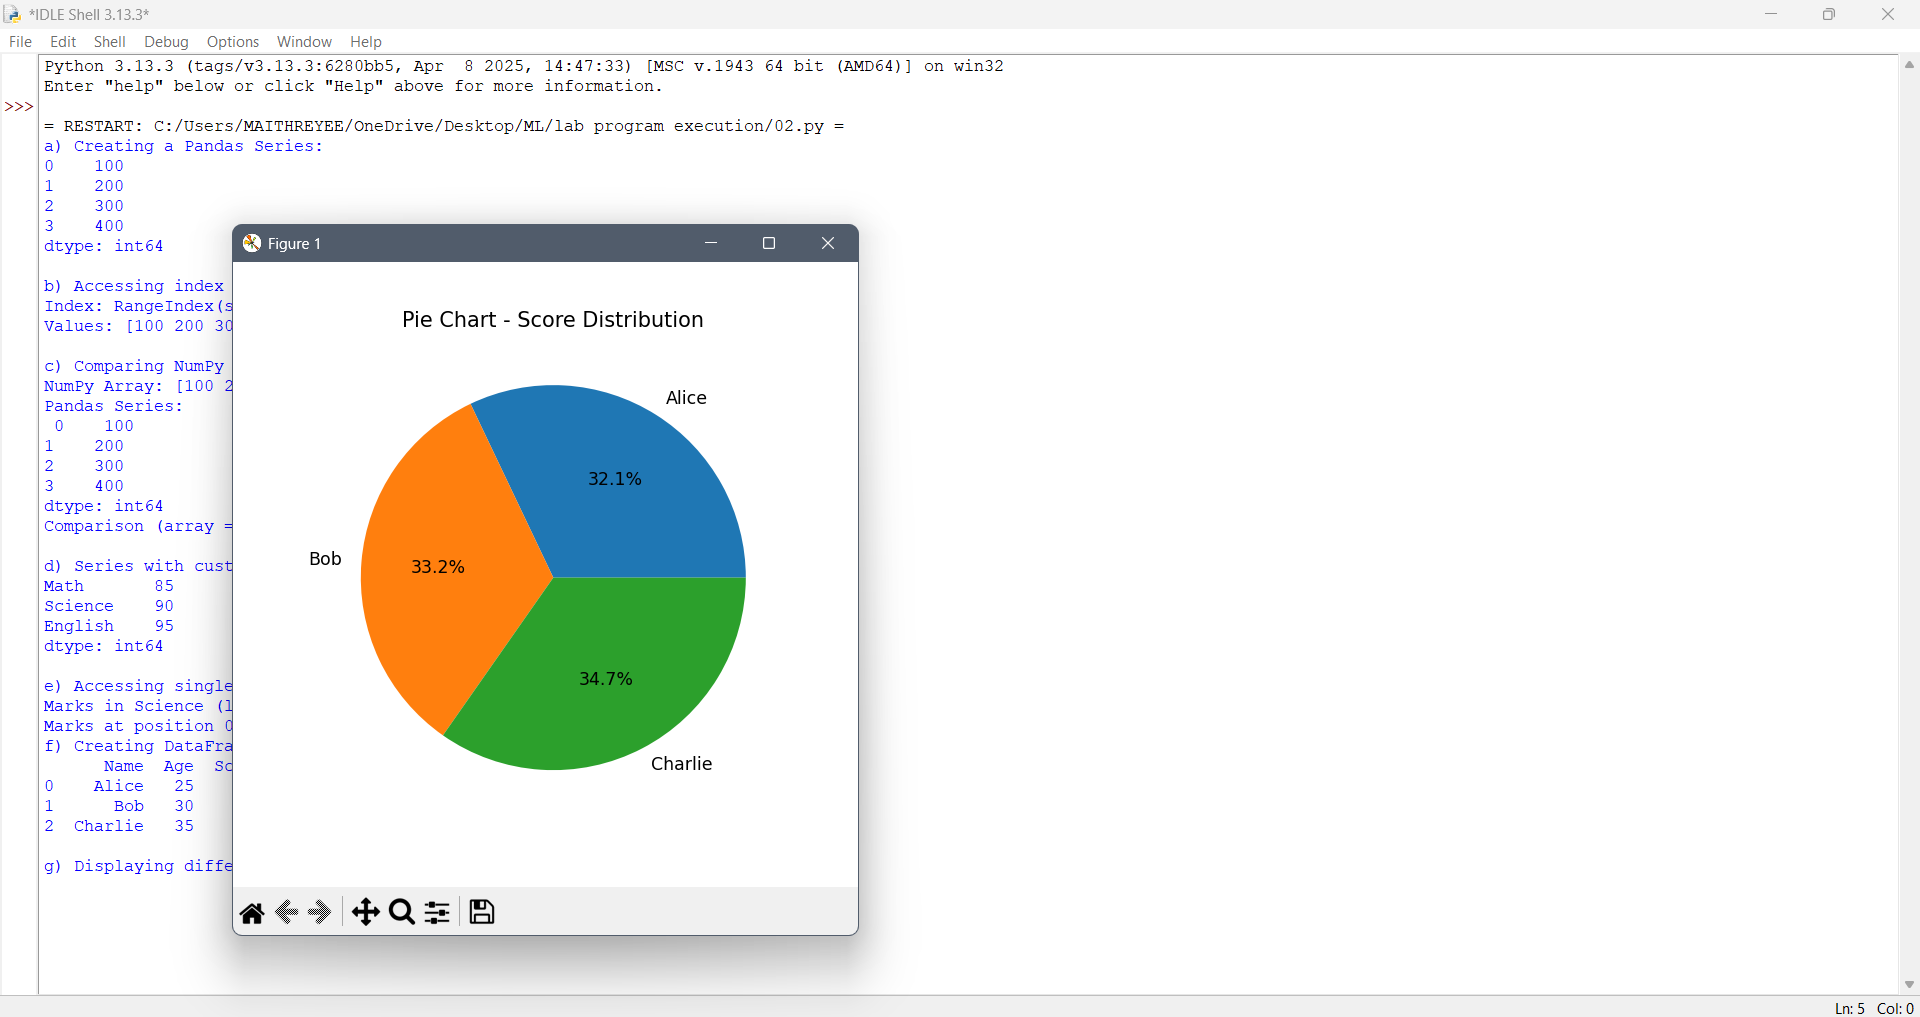 *IDLE Shell 3.13.3*
File Edit Shell Debug Options Window Help
Python 3.13.3 (tags/v3.13.3:6280bb5, Apr  8 2025, 14:47:33) [MSC v.1943 64 bit (AMD64)] on win32
Enter "help" below or click "Help" above for more information.
>>>
= RESTART: C:/Users/MAITHREYEE/OneDrive/Desktop/ML/lab program execution/02.py =
a) Creating a Pandas Series:
0    100
1    200
2    300
3    400
dtype: int64
b) Accessing index
Index: RangeIndex(s
Values: [100 200 30
c) Comparing NumPy
NumPy Array: [100 2
Pandas Series:
0    100
1    200
2    300
3    400
dtype: int64
Comparison (array =
d) Series with cust
Math       85
Science    90
English    95
dtype: int64
e) Accessing single
Marks in Science (l
Marks at position 0
f) Creating DataFra
Name  Age  Sc
0    Alice   25
1      Bob   30
2  Charlie   35
g) Displaying diffe
Figure 1
Pie Chart - Score Distribution
Alice
32.1%
Bob
33.2%
34.7%
Charlie
Ln: 5 Col: 0